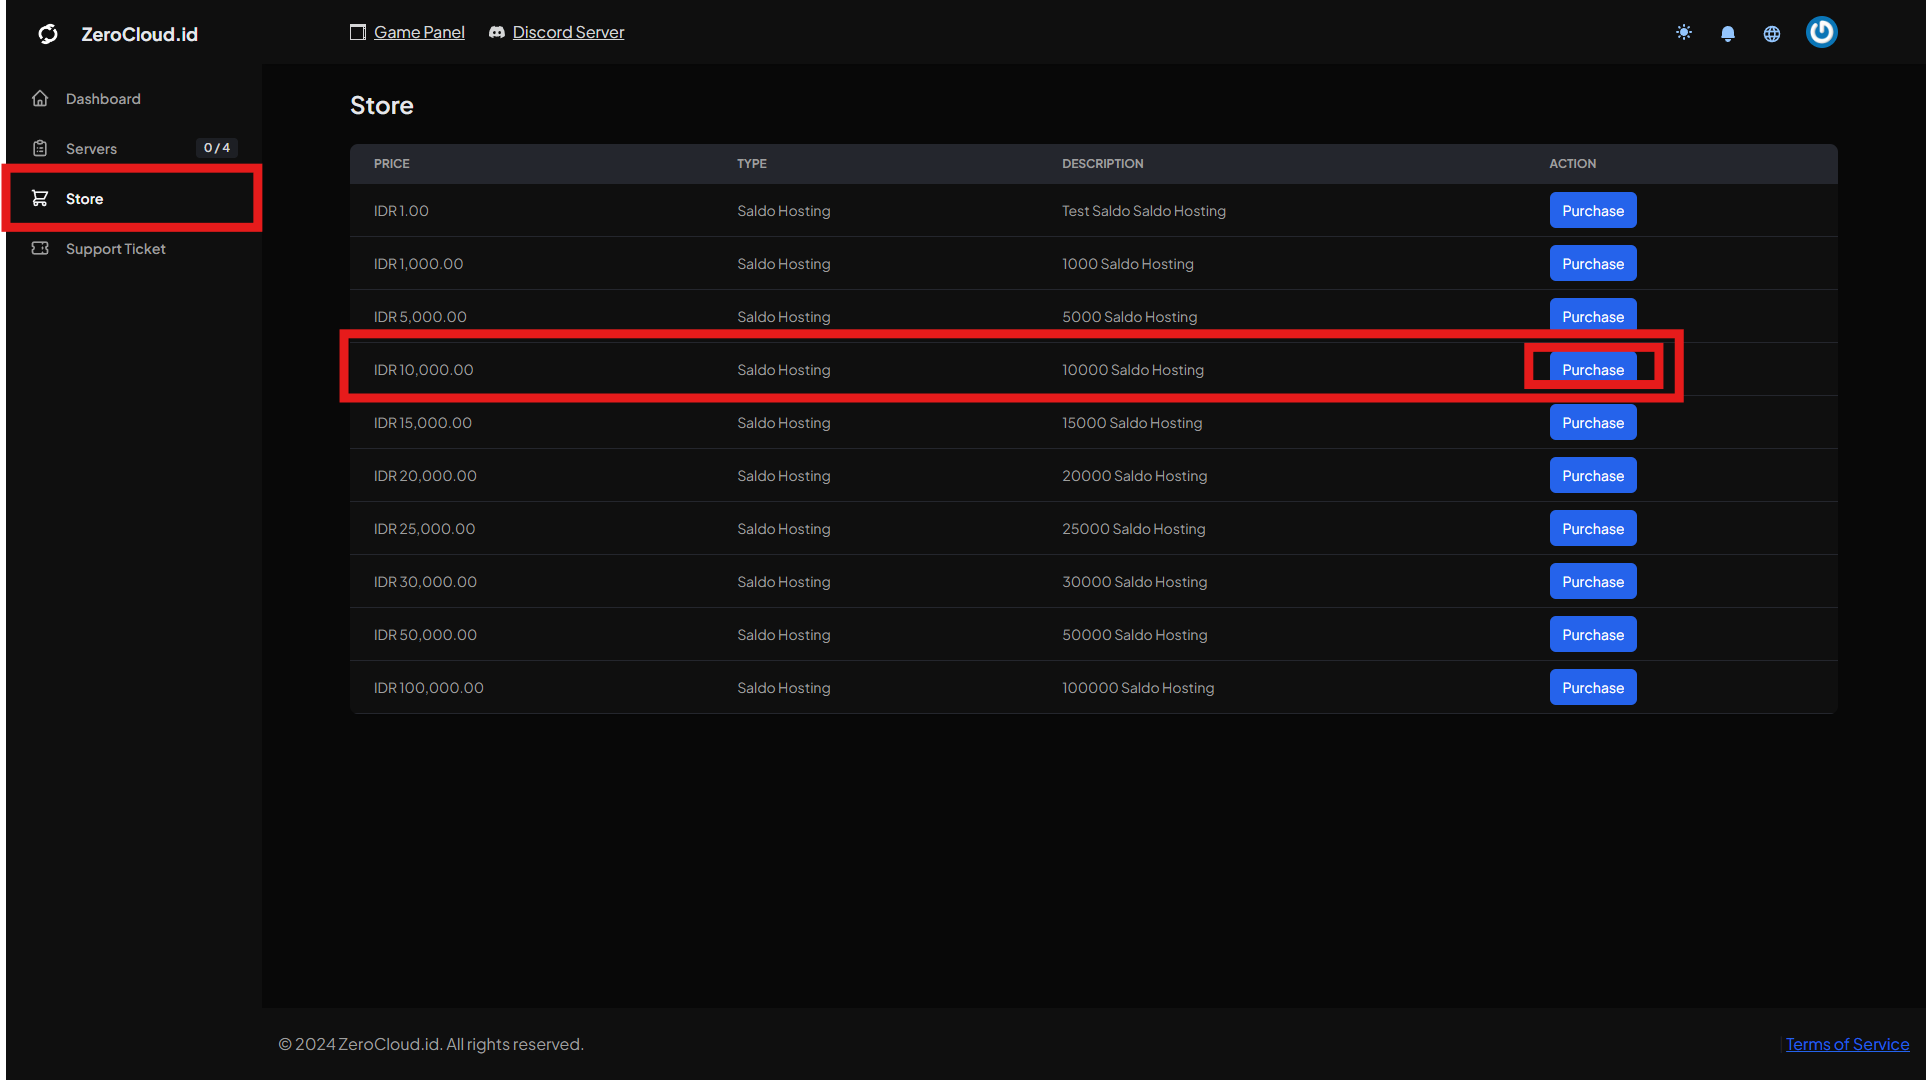 ZeroCloud.id
Game Panel
Discord Server
Dashboard
Servers 0 / 4
Store
Support Ticket
Store
PRICE TYPE DESCRIPTION ACTION
IDR 1.00 Saldo Hosting Test Saldo Saldo Hosting Purchase
IDR 1,000.00 Saldo Hosting 1000 Saldo Hosting Purchase
IDR 5,000.00 Saldo Hosting 5000 Saldo Hosting Purchase
IDR 10,000.00 Saldo Hosting 10000 Saldo Hosting Purchase
IDR 15,000.00 Saldo Hosting 15000 Saldo Hosting Purchase
IDR 20,000.00 Saldo Hosting 20000 Saldo Hosting Purchase
IDR 25,000.00 Saldo Hosting 25000 Saldo Hosting Purchase
IDR 30,000.00 Saldo Hosting 30000 Saldo Hosting Purchase
IDR 50,000.00 Saldo Hosting 50000 Saldo Hosting Purchase
IDR 100,000.00 Saldo Hosting 100000 Saldo Hosting Purchase
© 2024 ZeroCloud.id. All rights reserved.
| Terms of Service